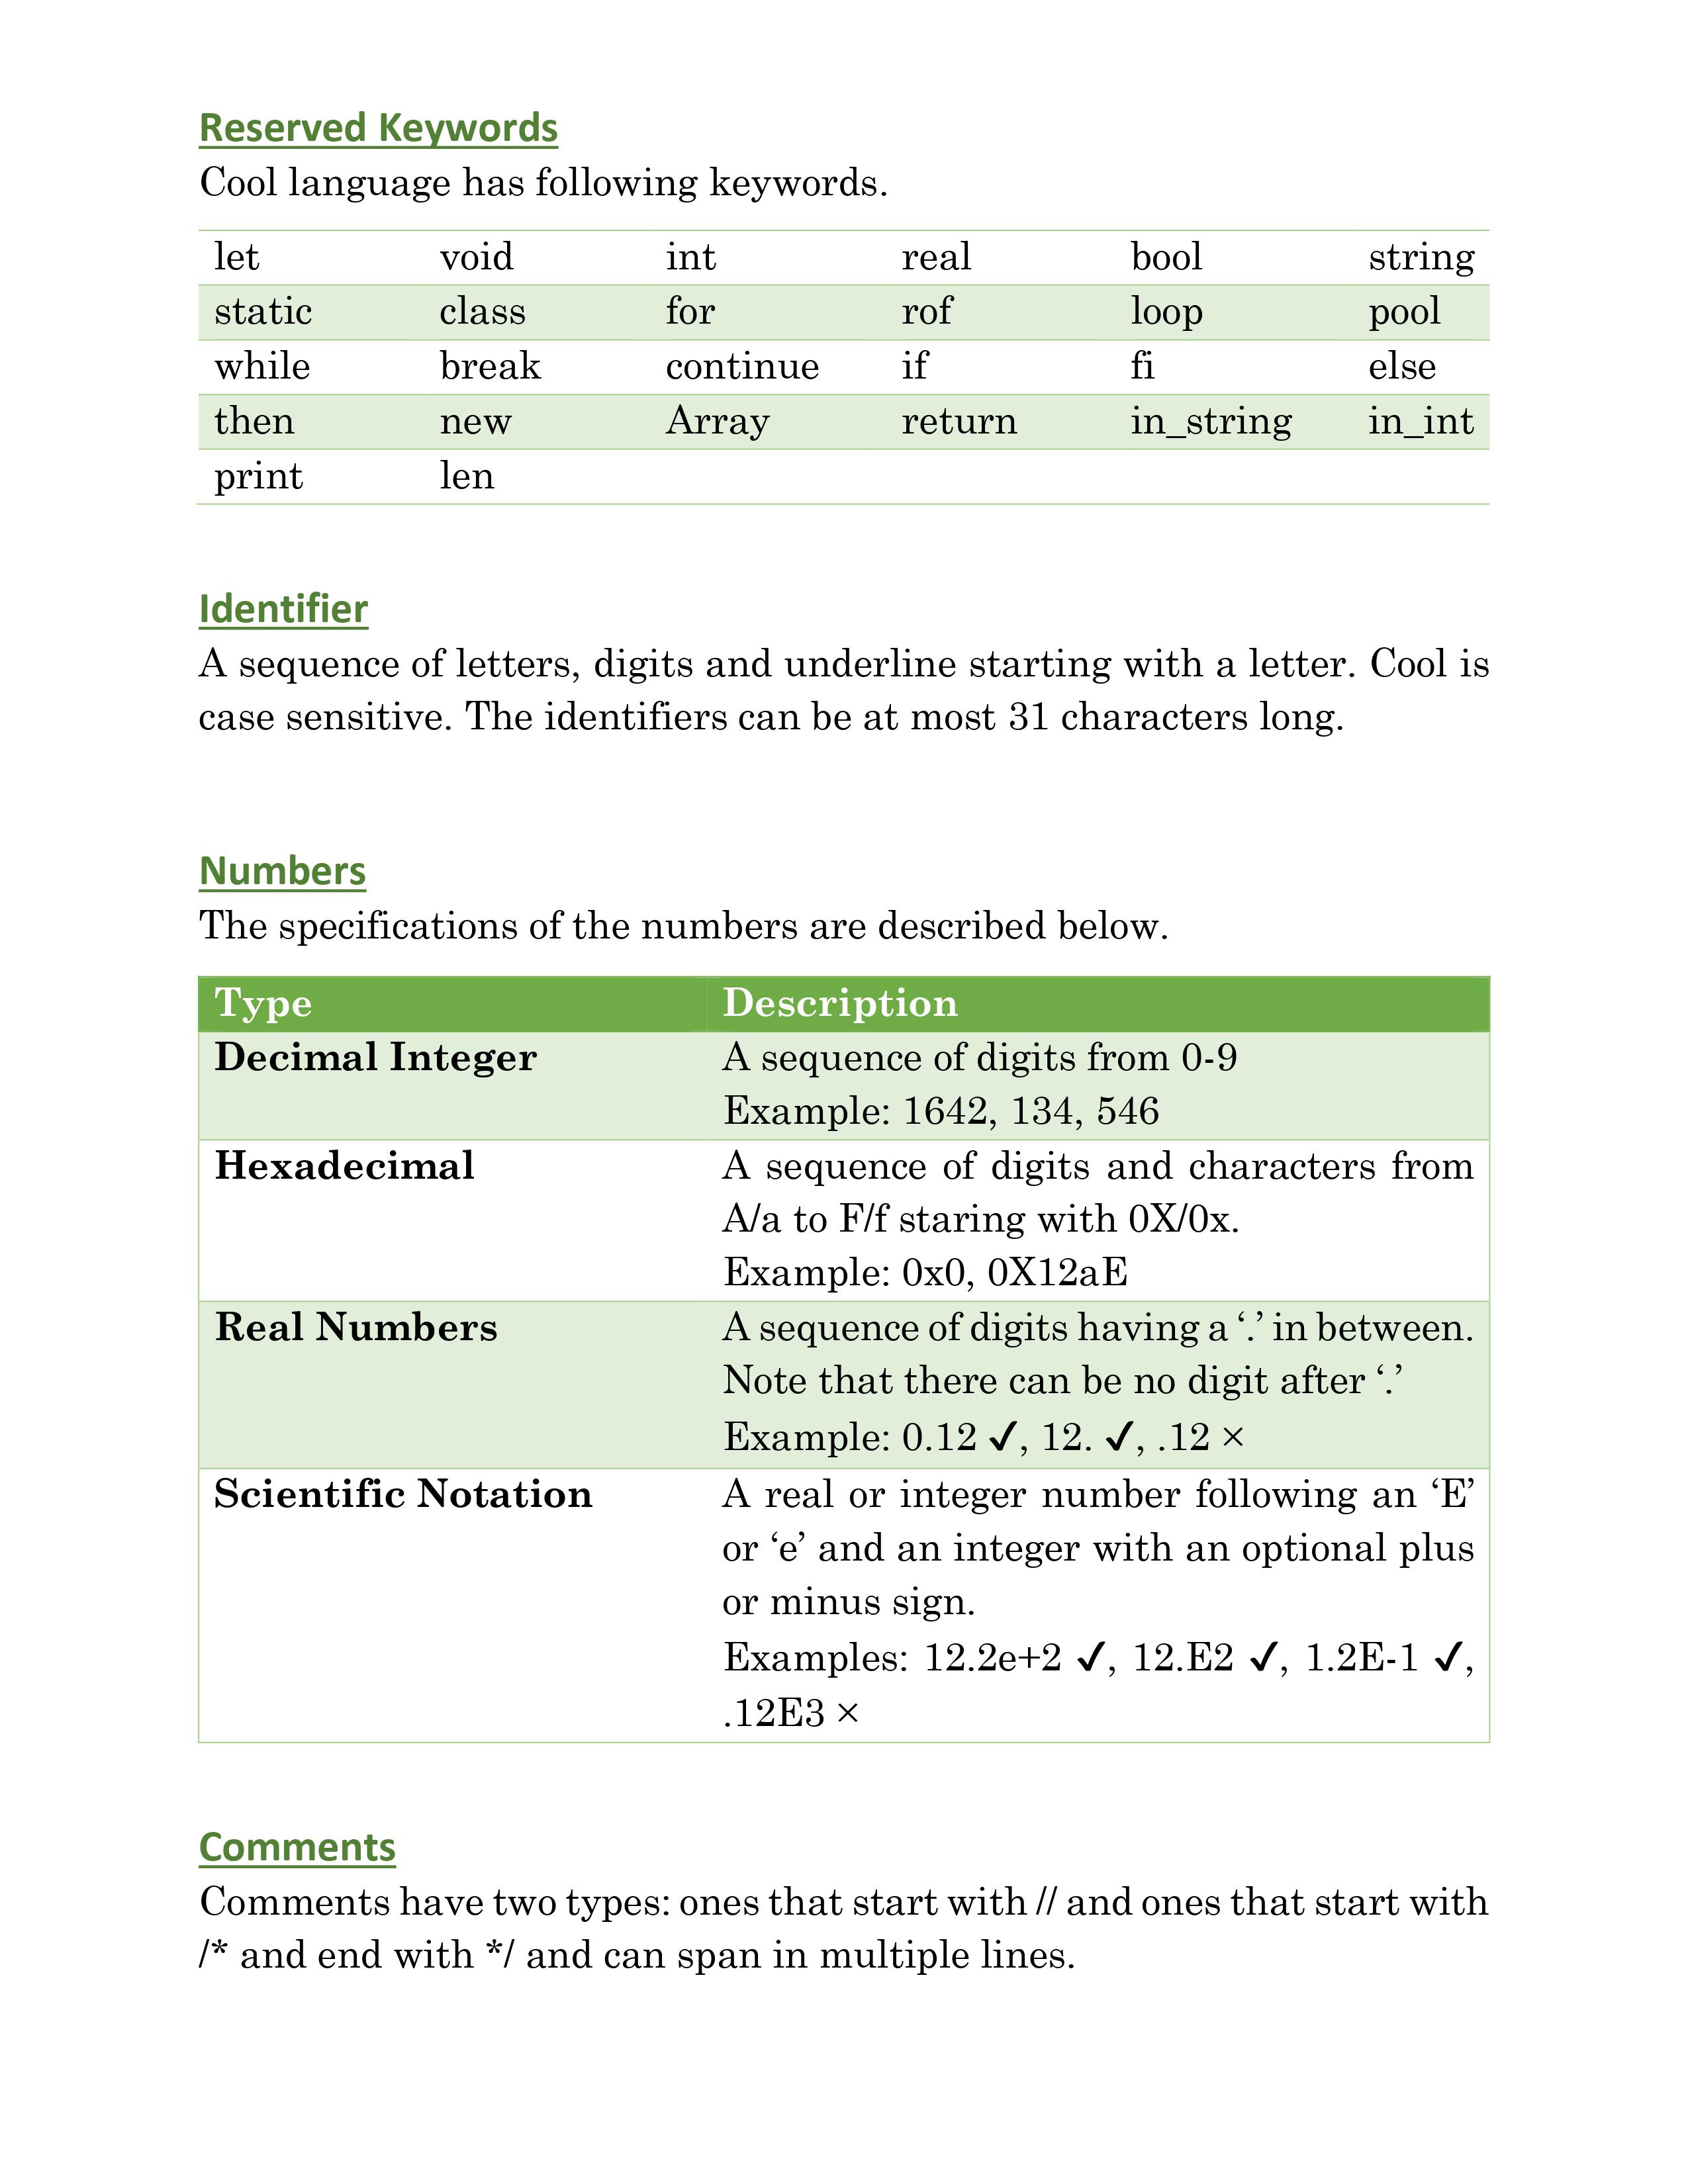 Reserved Keywords
Cool language has following keywords.
let void int real bool string
static class for rof loop pool
while break continue if fi else
then new Array return in_string in_int
print len
Identifier
A sequence of letters, digits and underline starting with a letter. Cool is
case sensitive. The identifiers can be at most 31 characters long.
Numbers
The specifications of the numbers are described below.
Type Description
Decimal Integer A sequence of digits from 0-9
Example: 1642, 134, 546
Hexadecimal A sequence of digits and characters from
A/a to F/f staring with 0X/0x.
Example: 0x0, 0X12aE
Real Numbers A sequence of digits having a ‘.’ in between.
Note that there can be no digit after ‘.’
Example: 0.12 ✓, 12. ✓, .12 ×
Scientific Notation A real or integer number following an ‘E’
or ‘e’ and an integer with an optional plus
or minus sign.
Examples: 12.2e+2 ✓, 12.E2 ✓, 1.2E-1 ✓,
.12E3 ×
Comments
Comments have two types: ones that start with // and ones that start with
/* and end with */ and can span in multiple lines.